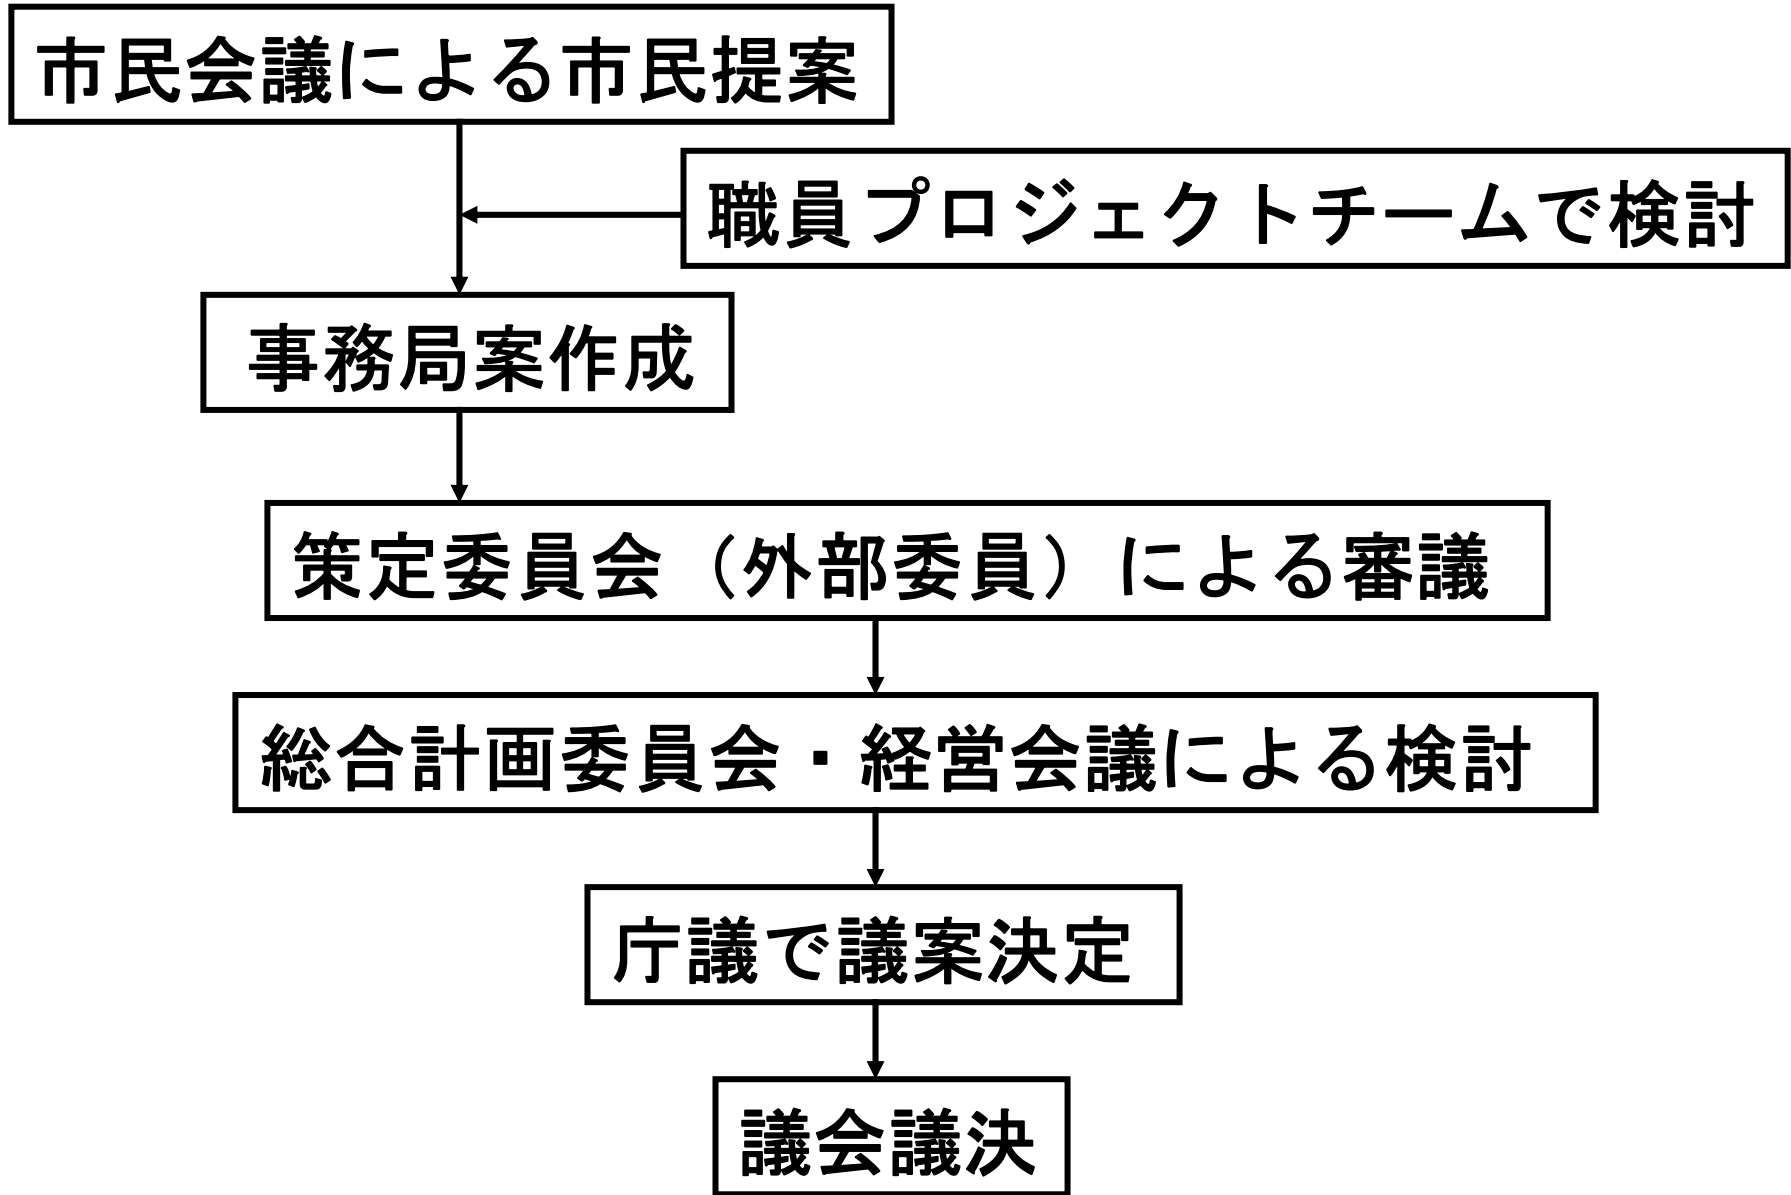 市民会議による市民提案
職員プロジェクトチームで検討
事務局案作成
策定委員会（外部委員）による審議
総合計画委員会・経営会議による検討
庁議で議案決定
議会議決